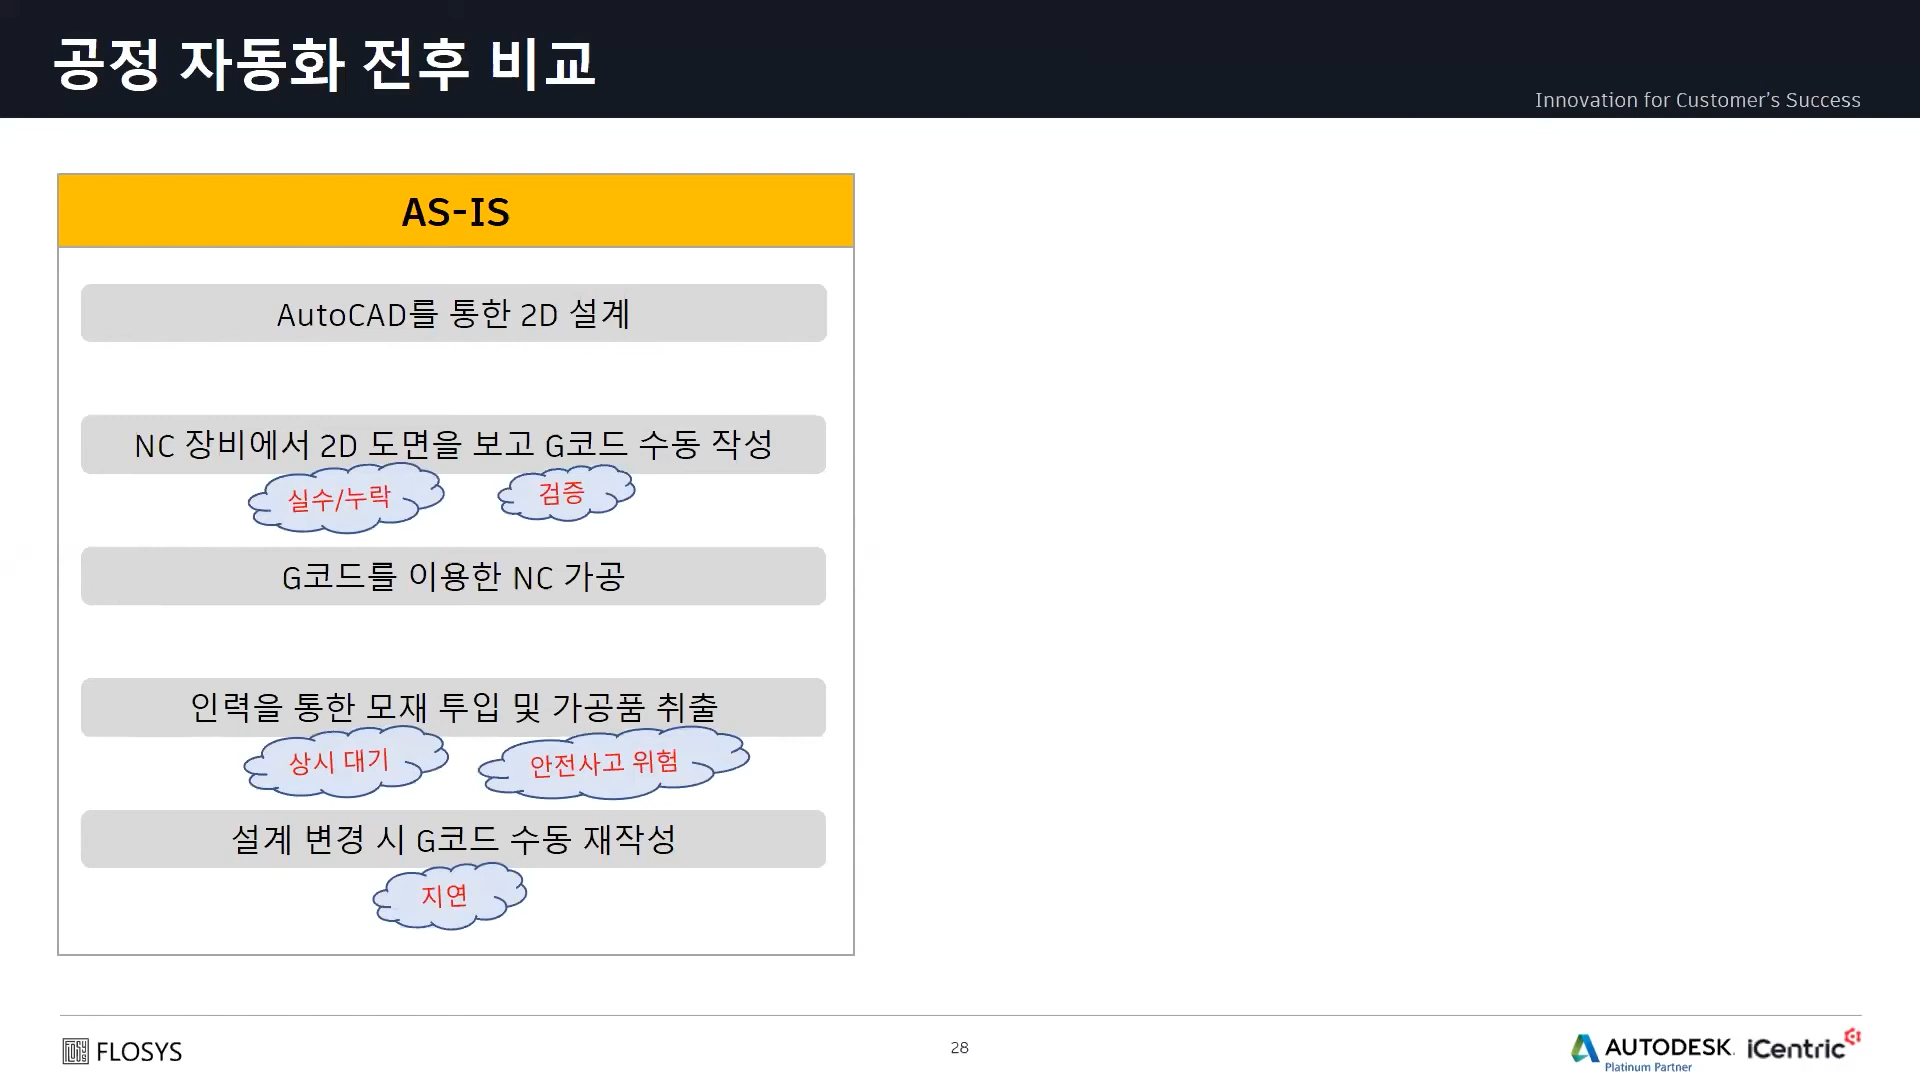 공정 자동화 전후 비교
Innovation for Customer's Success
AS-IS
AutoCAD를 통한 2D 설계
NC 장비에서 2D 도면을 보고 G코드 수동 작성
실수/누락
검증
G코드를 이용한 NC 가공
인력을 통한 모재 투입 및 가공품 취출
상시 대기
안전사고 위험
설계 변경 시 G코드 수동 재작성
지연
FLOSYS
28
AUTODESK
Platinum Partner
iCentric